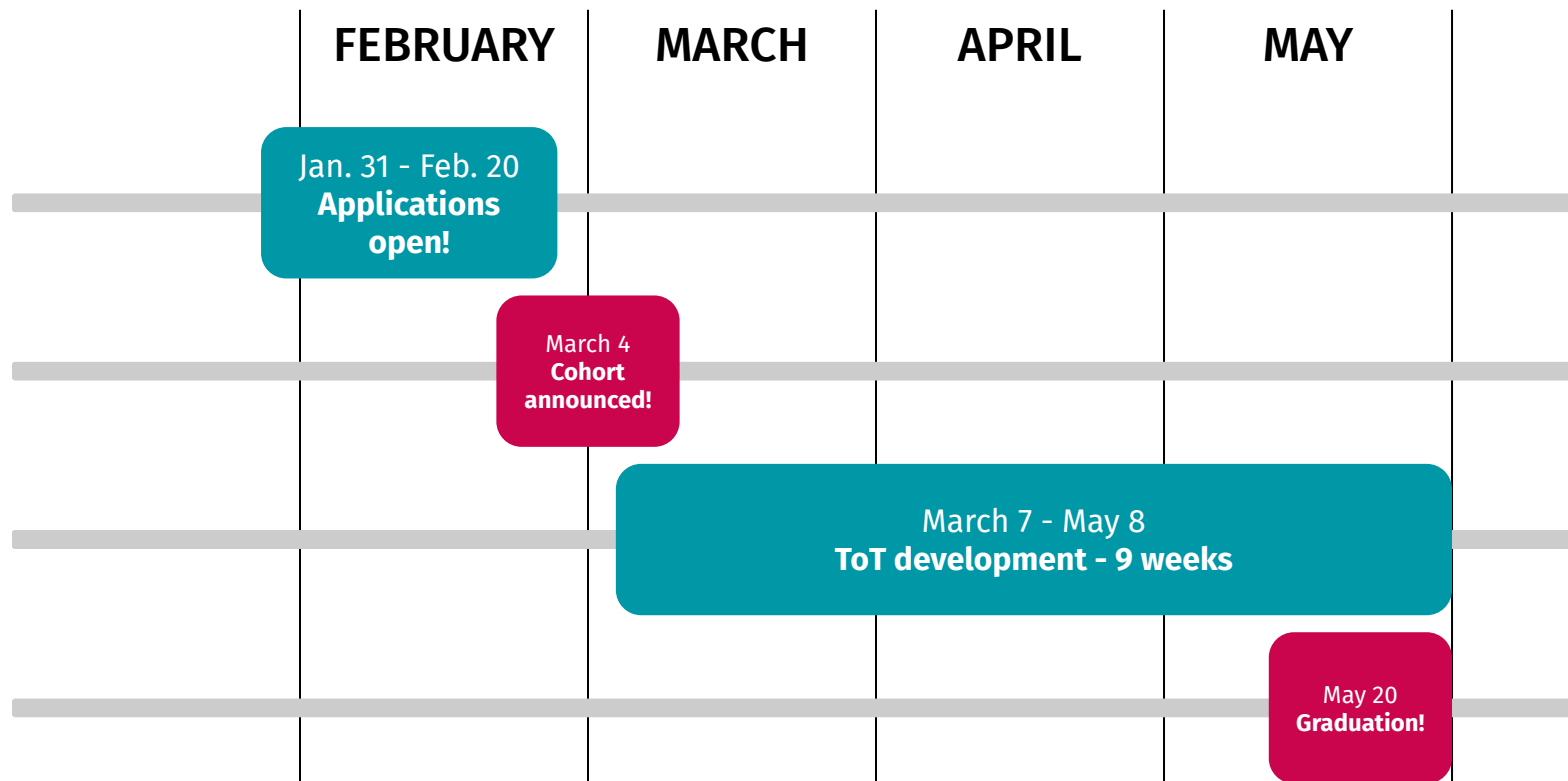 FEBRUARY MARCH APRIL MAY
Jan. 31 - Feb. 20
Applications
open!
March 4
Cohort
announced!
March 7 - May 8
ToT development - 9 weeks
May 20
Graduation!